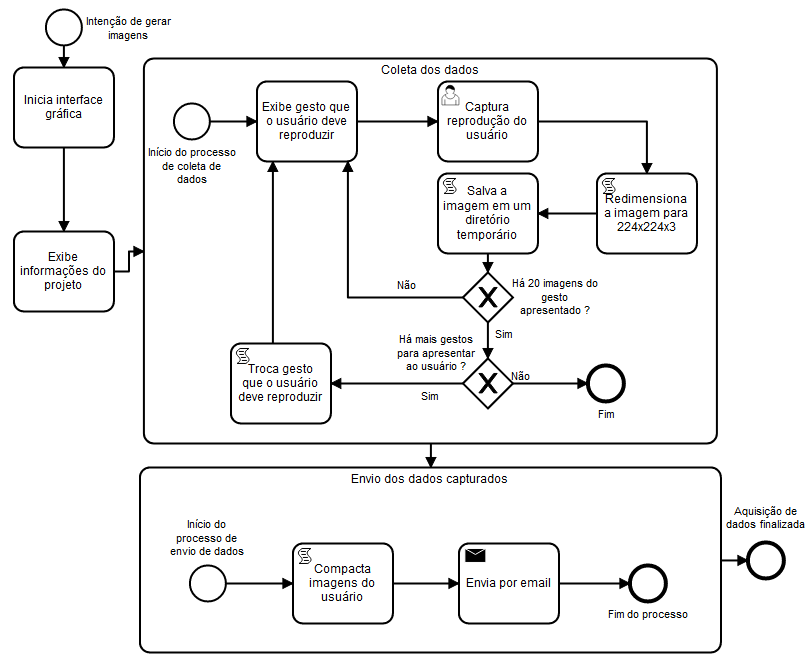 Intenção de gerar
imagens
Inicia interface
gráfica
Exibe
informações do
projeto
Coleta dos dados
Início do processo
de coleta de
dados
Exibe gesto que
o usuário deve
reproduzir
Captura
reprodução do
usuário
Redimensiona
a imagem para
224x224x3
Salva a
imagem em um
diretório
temporário
Há 20 imagens do
gesto
apresentado ?
Não
Sim
Há mais gestos
para apresentar
ao usuário ?
Não
Sim
Troca gesto
que o usuário
deve reproduzir
Fim
Envio dos dados capturados
Início do
processo de
envio de dados
Compacta
imagens do
usuário
Envia por email
Fim do processo
Aquisição de
dados finalizada